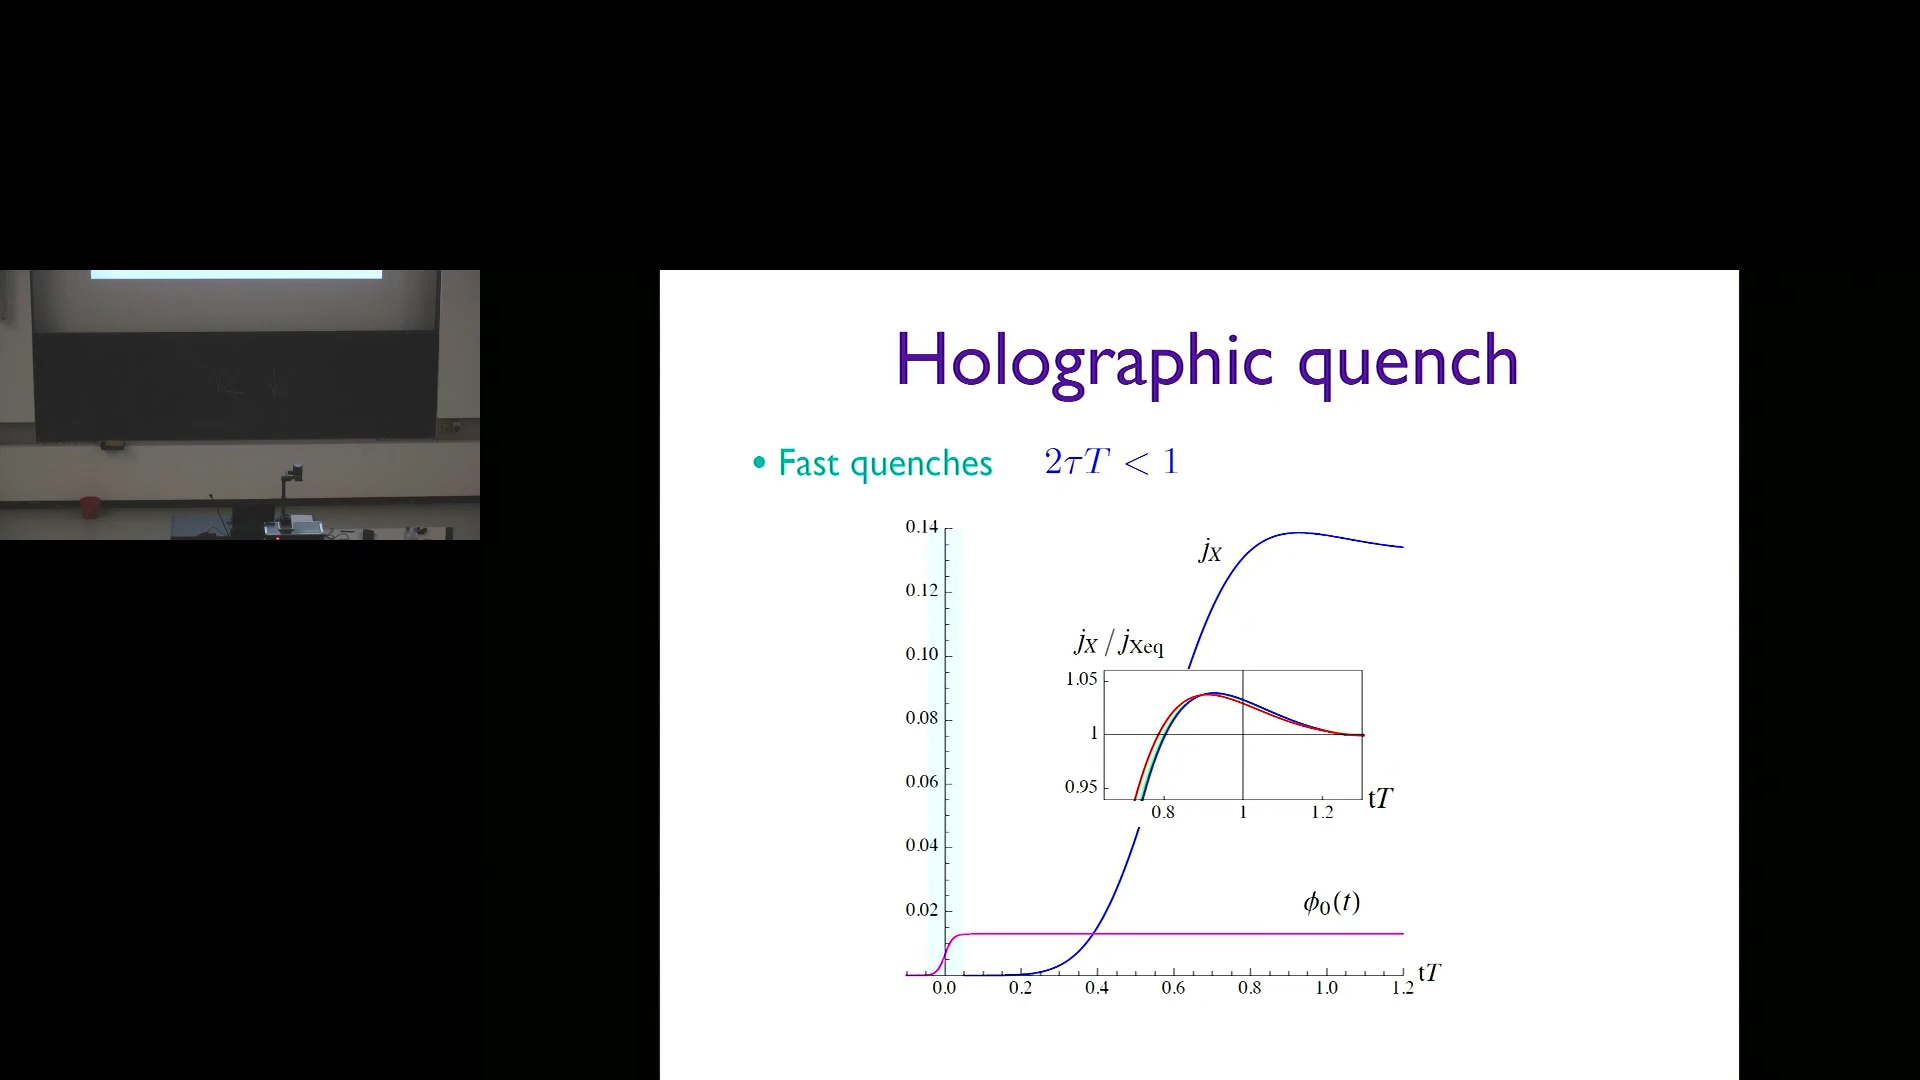 Holographic quench
• Fast quenches 2τT < 1
0.14
jX
0.12
jX / jXeq
0.10
1.05
0.08
1
0.06
0.95
tT
0.8 1 1.2
0.04
ϕ0(t)
0.02
tT
0.0 0.2 0.4 0.6 0.8 1.0 1.2